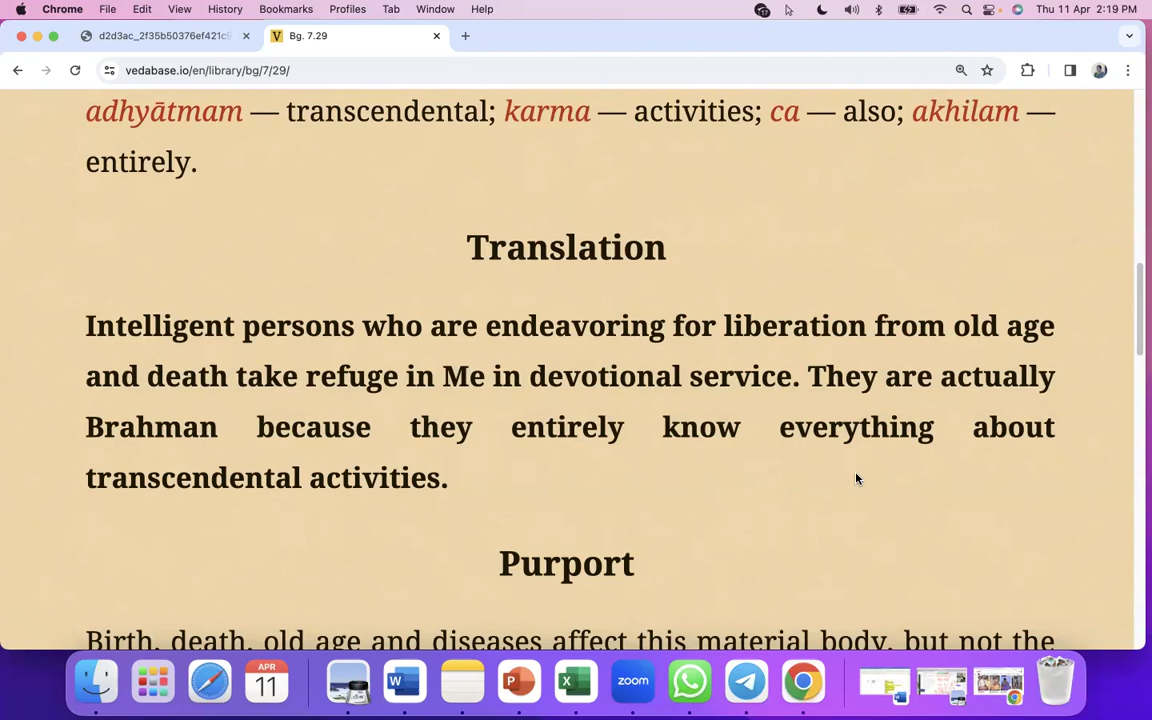 Chrome File Edit View History Bookmarks Profiles Tab Window Help Thu 11 Apr 2:19 PM
d2d3ac_2f35b50376ef421c9 Bg. 7.29
vedabase.io/en/library/bg/7/29/
adhyātmam — transcendental; karma — activities; ca — also; akhilam —
entirely.
Translation
Intelligent persons who are endeavoring for liberation from old age
and death take refuge in Me in devotional service. They are actually
Brahman because they entirely know everything about
transcendental activities.
Purport
Birth, death, old age and diseases affect this material body, but not the
APR
11
zoom